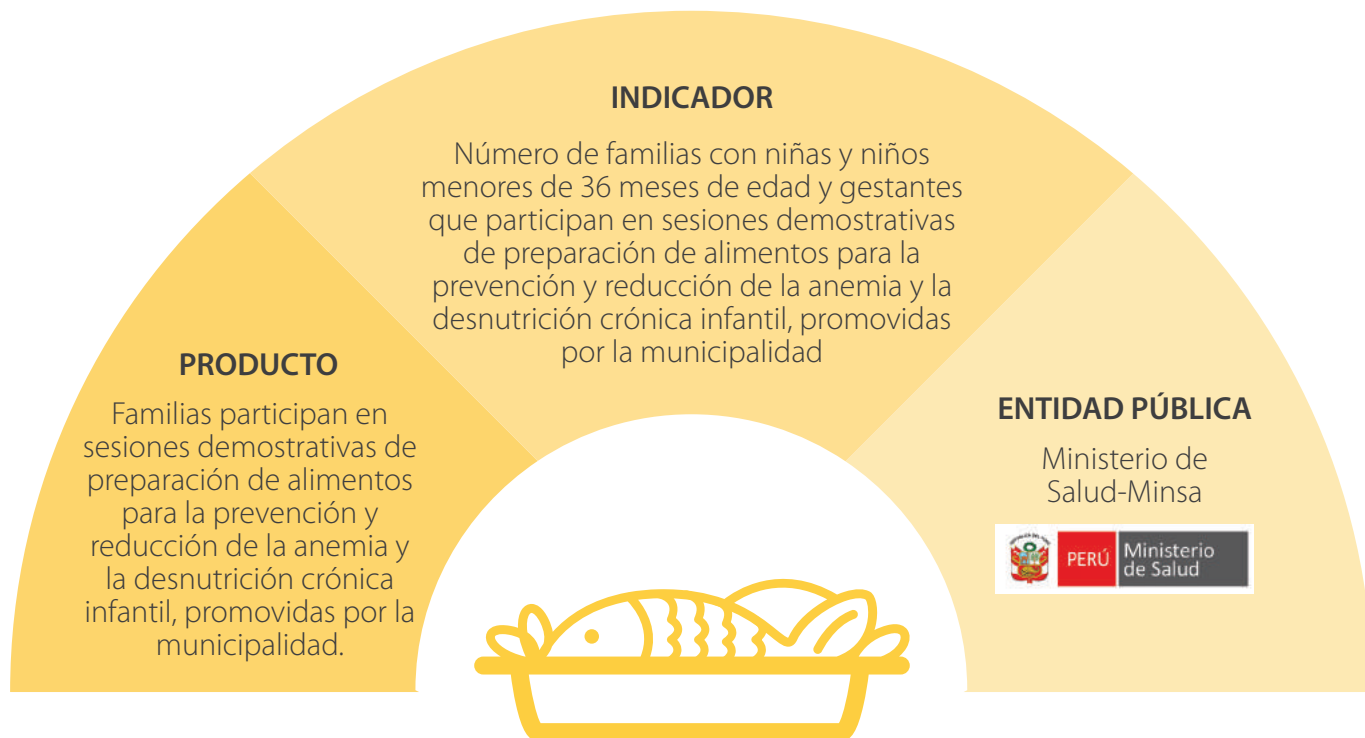 INDICADOR
Número de familias con niñas y niños
menores de 36 meses de edad y gestantes
que participan en sesiones demostrativas
de preparación de alimentos para la
prevención y reducción de la anemia y la
desnutrición crónica infantil, promovidas
por la municipalidad
PRODUCTO
Familias participan en
sesiones demostrativas de
preparación de alimentos
para la prevención y
reducción de la anemia y
la desnutrición crónica
infantil, promovidas por la
municipalidad.
ENTIDAD PÚBLICA
Ministerio de
Salud-Minsa
PERÚ
Ministerio
de Salud